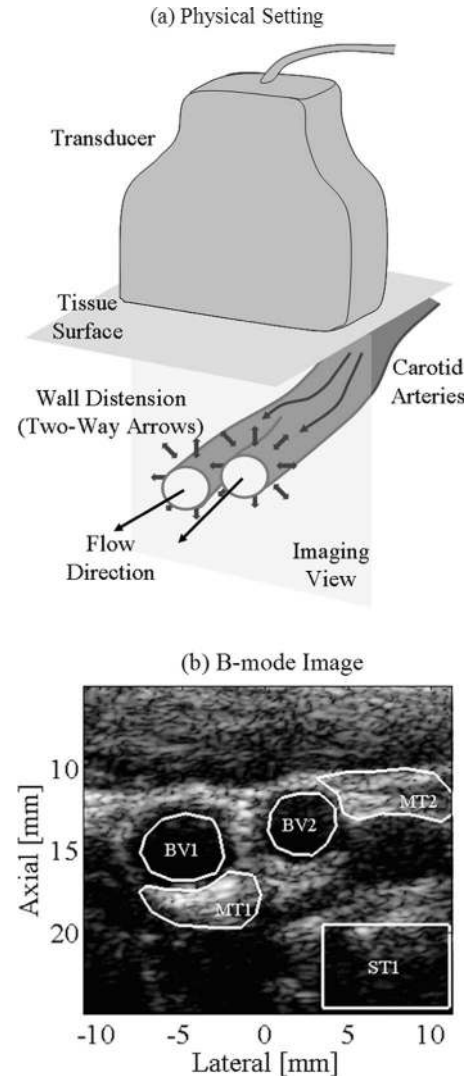 (a) Physical Setting
Transducer
Tissue
Surface
Carotid
Arteries
Wall Distension
(Two-Way Arrows)
Flow
Direction
Imaging
View
(b) B-mode Image
Axial [mm]
10
15
20
BV1
BV2
MT2
MT1
ST1
-10 -5 0 5 10
Lateral [mm]